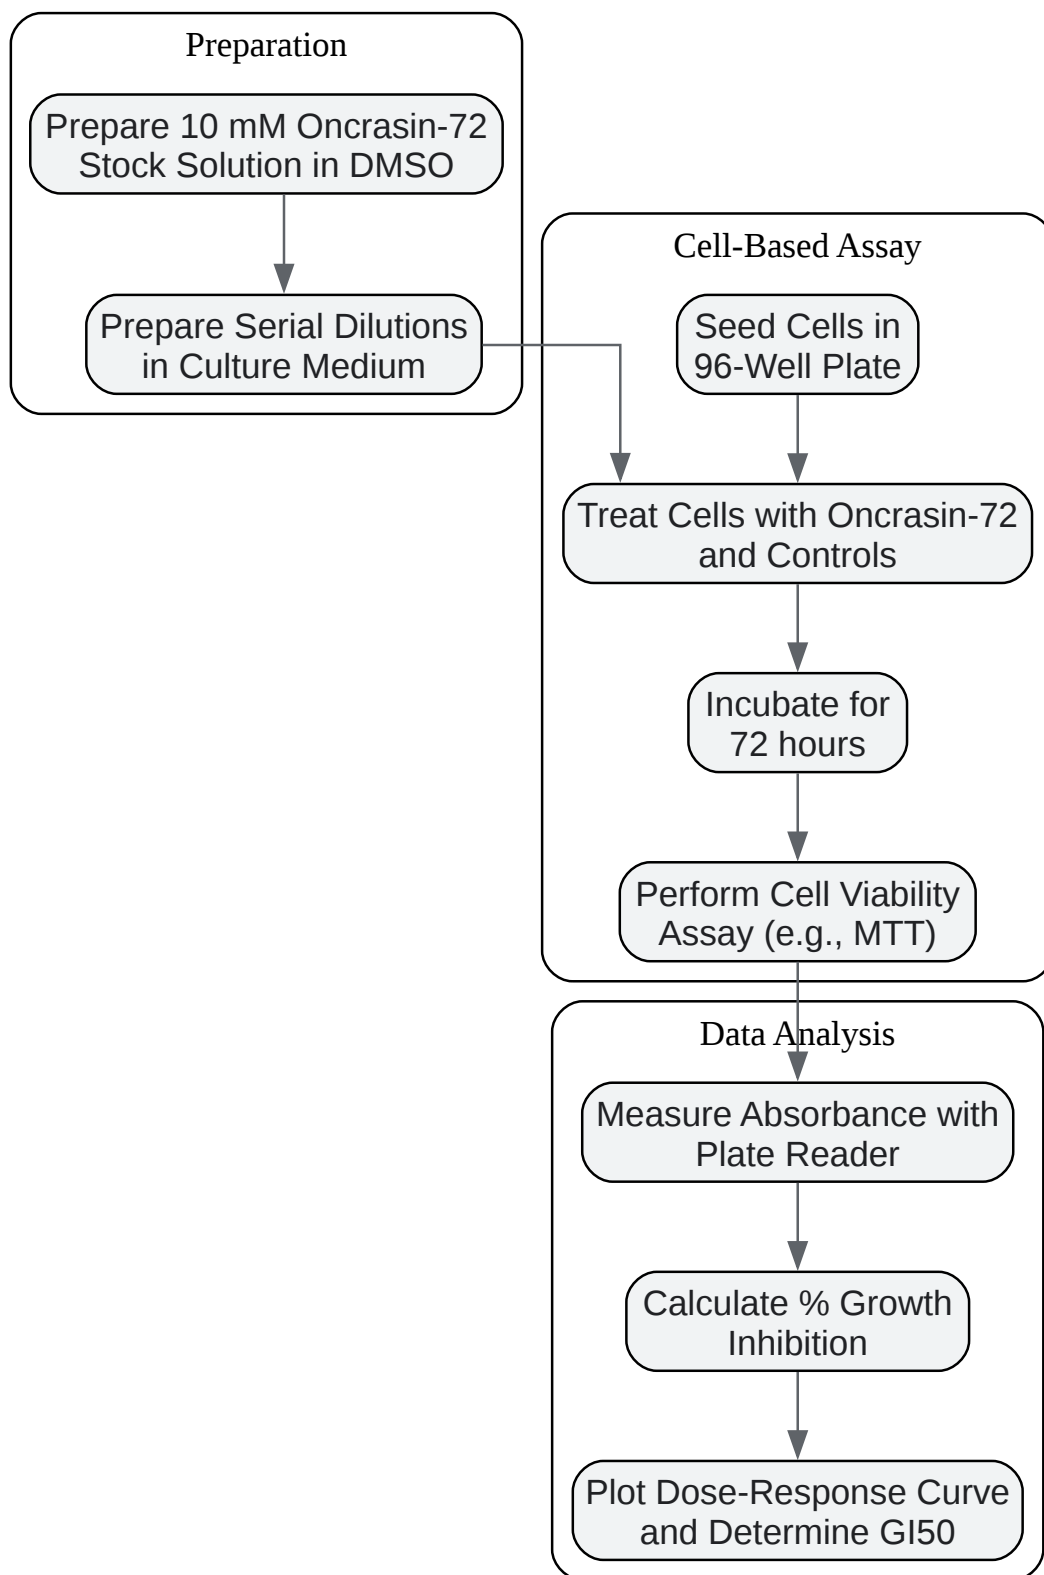 Preparation
Prepare 10 mM Oncrasin-72
Stock Solution in DMSO
Prepare Serial Dilutions
in Culture Medium
Cell-Based Assay
Seed Cells in
96-Well Plate
Treat Cells with Oncrasin-72
and Controls
Incubate for
72 hours
Perform Cell Viability
Assay (e.g., MTT)
Data Analysis
Measure Absorbance with
Plate Reader
Calculate % Growth
Inhibition
Plot Dose-Response Curve
and Determine GI50